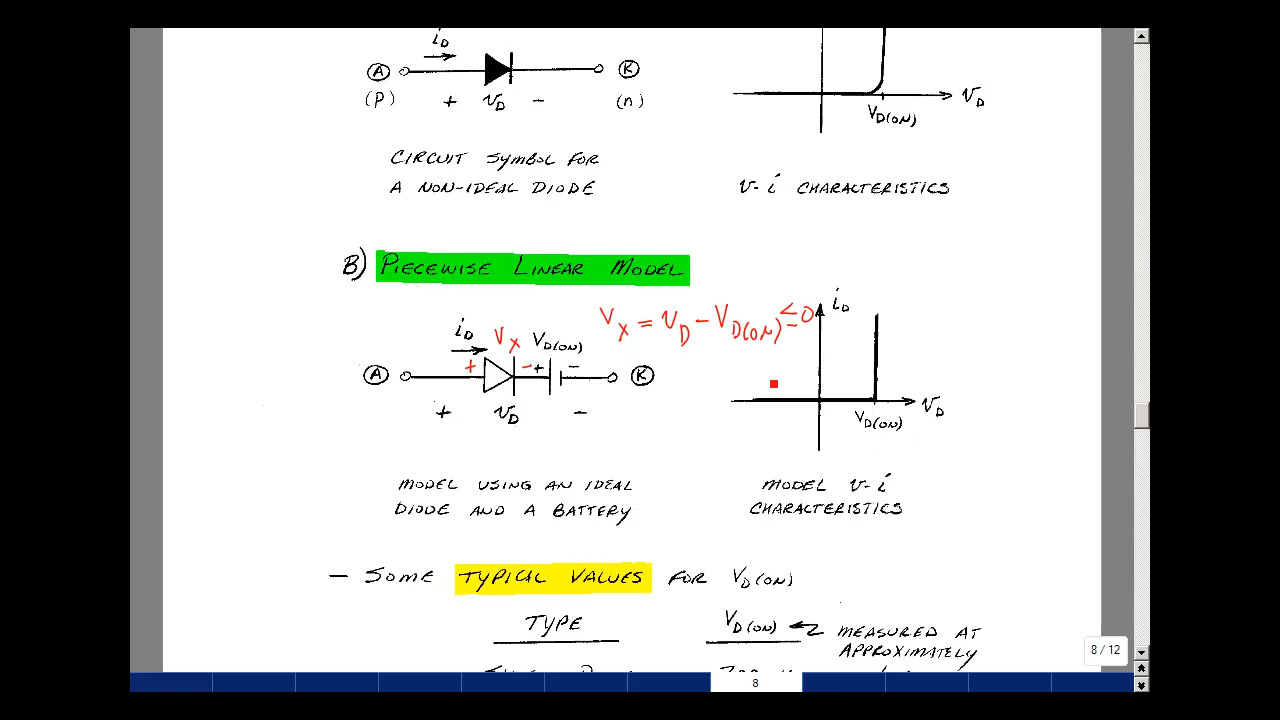 iD
A + vD - K
(P) (n)
vD
VD(ON)
CIRCUIT SYMBOL FOR
A NON-IDEAL DIODE
v-i CHARACTERISTICS
B) PIECEWISE LINEAR MODEL
Vx = vD - VD(ON) ≤ 0
iD
iD Vx VD(ON)
A + - + - K
+ vD -
vD
VD(ON)
MODEL USING AN IDEAL
DIODE AND A BATTERY
MODEL v-i
CHARACTERISTICS
- SOME TYPICAL VALUES FOR VD(ON)
TYPE
VD(ON)
MEASURED AT
APPROXIMATELY
8 / 12
8